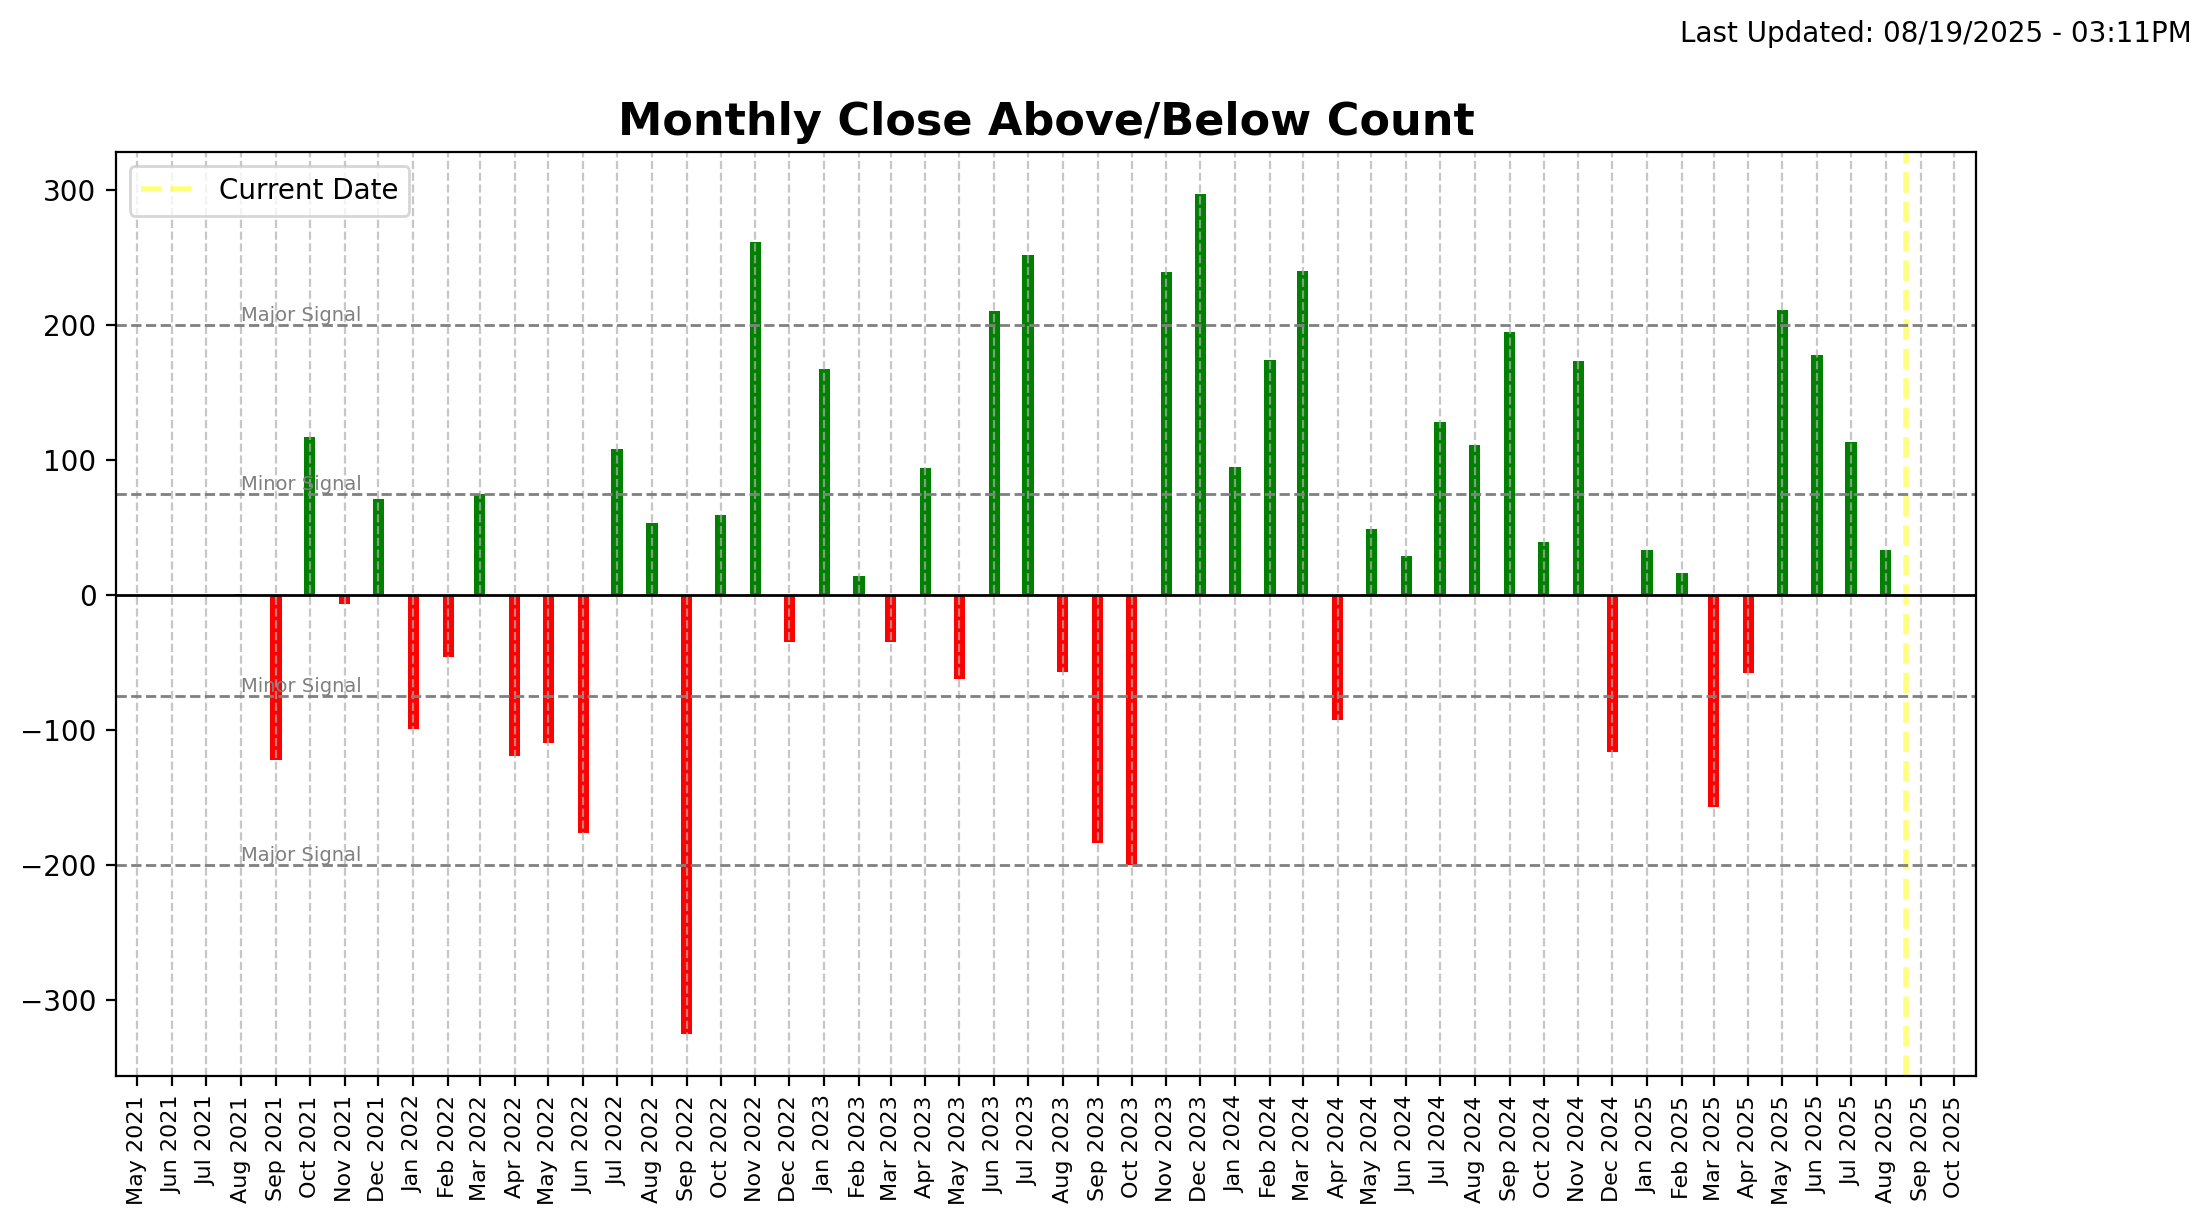 Last Updated: 08/19/2025 - 03:11PM
Monthly Close Above/Below Count
Current Date
300
200
100
0
−100
−200
−300
Major Signal
Minor Signal
Minor Signal
Major Signal
May 2021
Jun 2021
Jul 2021
Aug 2021
Sep 2021
Oct 2021
Nov 2021
Dec 2021
Jan 2022
Feb 2022
Mar 2022
Apr 2022
May 2022
Jun 2022
Jul 2022
Aug 2022
Sep 2022
Oct 2022
Nov 2022
Dec 2022
Jan 2023
Feb 2023
Mar 2023
Apr 2023
May 2023
Jun 2023
Jul 2023
Aug 2023
Sep 2023
Oct 2023
Nov 2023
Dec 2023
Jan 2024
Feb 2024
Mar 2024
Apr 2024
May 2024
Jun 2024
Jul 2024
Aug 2024
Sep 2024
Oct 2024
Nov 2024
Dec 2024
Jan 2025
Feb 2025
Mar 2025
Apr 2025
May 2025
Jun 2025
Jul 2025
Aug 2025
Sep 2025
Oct 2025